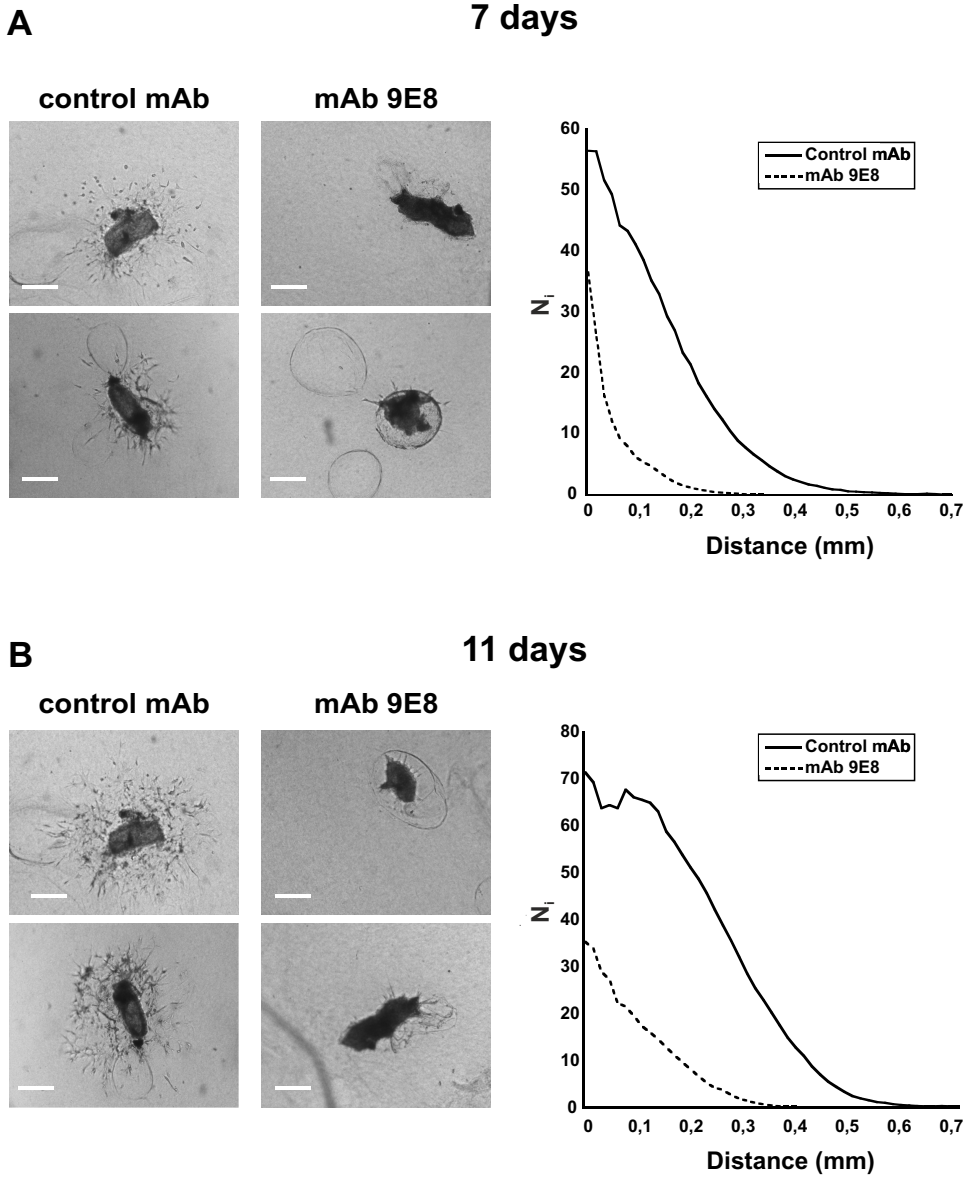 A
7 days
control mAb
mAb 9E8
60
50
40
30
20
10
0
N i
Control mAb
mAb 9E8
0 0,1 0,2 0,3 0,4 0,5 0,6 0,7
Distance (mm)
B
11 days
control mAb
mAb 9E8
80
70
60
50
40
30
20
10
0
N i
Control mAb
mAb 9E8
0 0,1 0,2 0,3 0,4 0,5 0,6 0,7
Distance (mm)